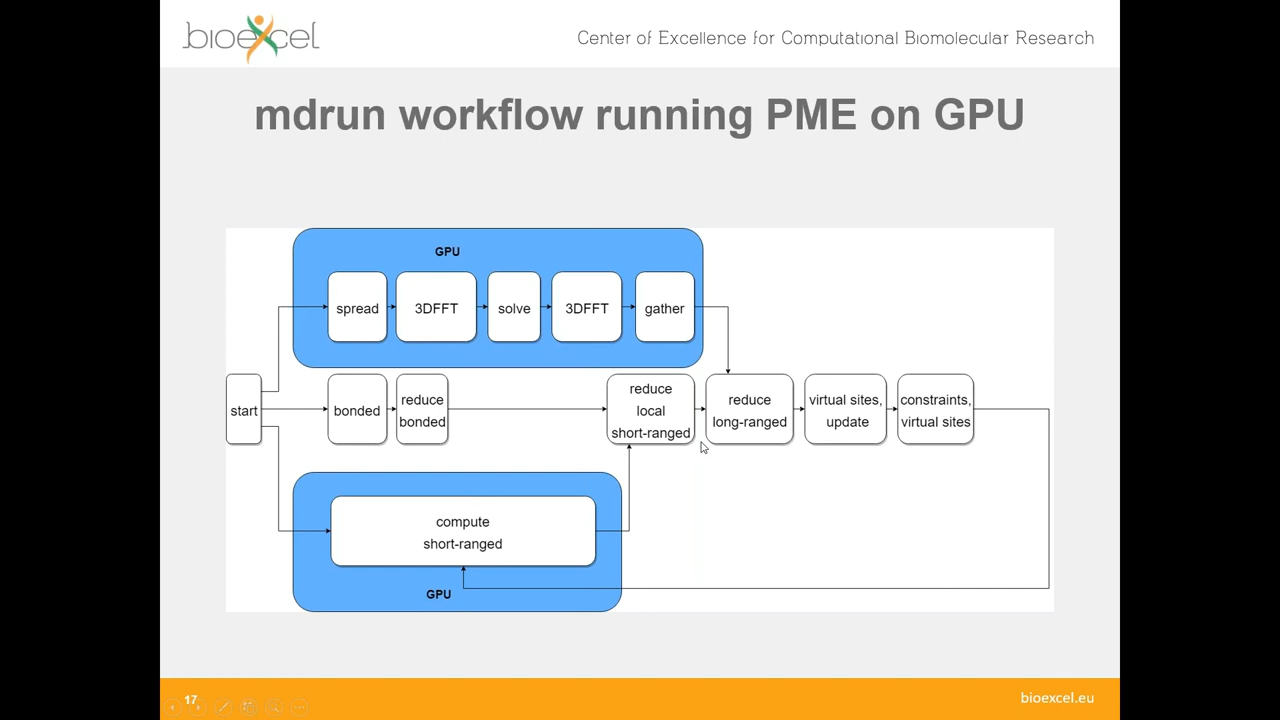 bioexcel
Center of Excellence for Computational Biomolecular Research
mdrun workflow running PME on GPU
GPU
spread
3DFFT
solve
3DFFT
gather
start
bonded
reduce
bonded
reduce
local
short-ranged
reduce
long-ranged
virtual sites,
update
constraints,
virtual sites
compute
short-ranged
GPU
17
bioexcel.eu